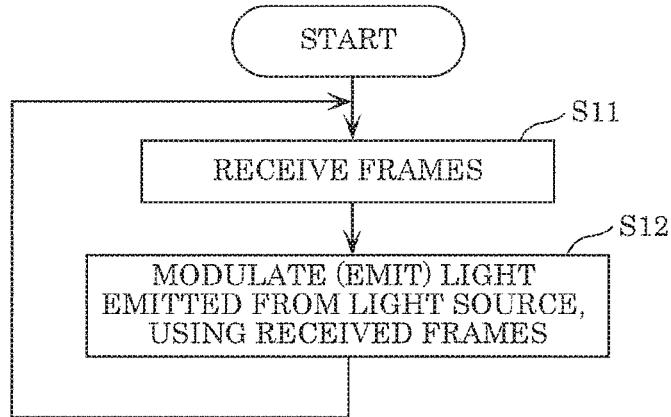 START
S11
RECEIVE FRAMES
S12
MODULATE (EMIT) LIGHT
EMITTED FROM LIGHT SOURCE,
USING RECEIVED FRAMES